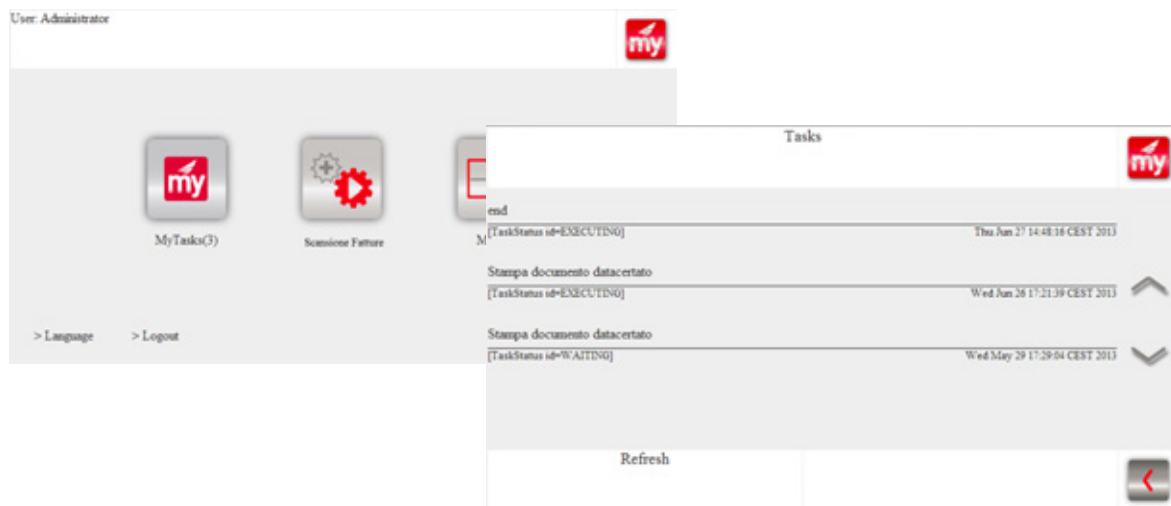 User: Administrator
my
my
MyTasks(3)
Scansione Fatture
M
> Language
> Logout
Tasks
my
end
[TaskStatus id=EXECUTING]
Thu Jun 27 14:48:16 CEST 2013
Stampa documento datacertato
[TaskStatus id=EXECUTING]
Wed Jun 26 17:21:39 CEST 2013
Stampa documento datacertato
[TaskStatus id=WAITING]
Wed May 29 17:29:04 CEST 2013
Refresh